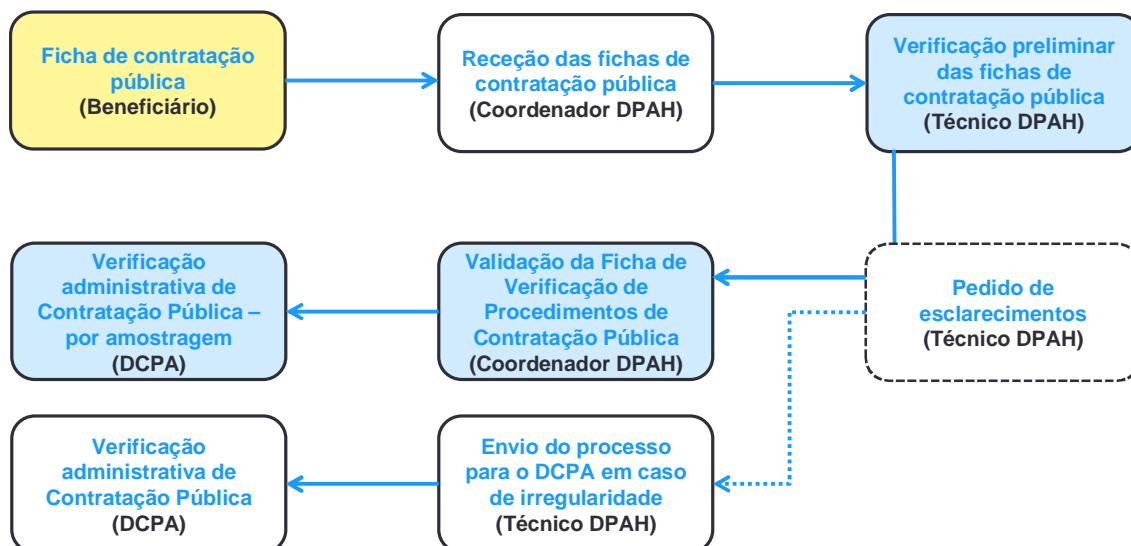 Ficha de contratação
pública
(Beneficiário)
Receção das fichas de
contratação pública
(Coordenador DPAH)
Verificação preliminar
das fichas de
contratação pública
(Técnico DPAH)
Verificação
administrativa de
Contratação Pública –
por amostragem
(DCPA)
Validação da Ficha de
Verificação de
Procedimentos de
Contratação Pública
(Coordenador DPAH)
Pedido de
esclarecimentos
(Técnico DPAH)
Verificação
administrativa de
Contratação Pública
(DCPA)
Envio do processo
para o DCPA em caso
de irregularidade
(Técnico DPAH)